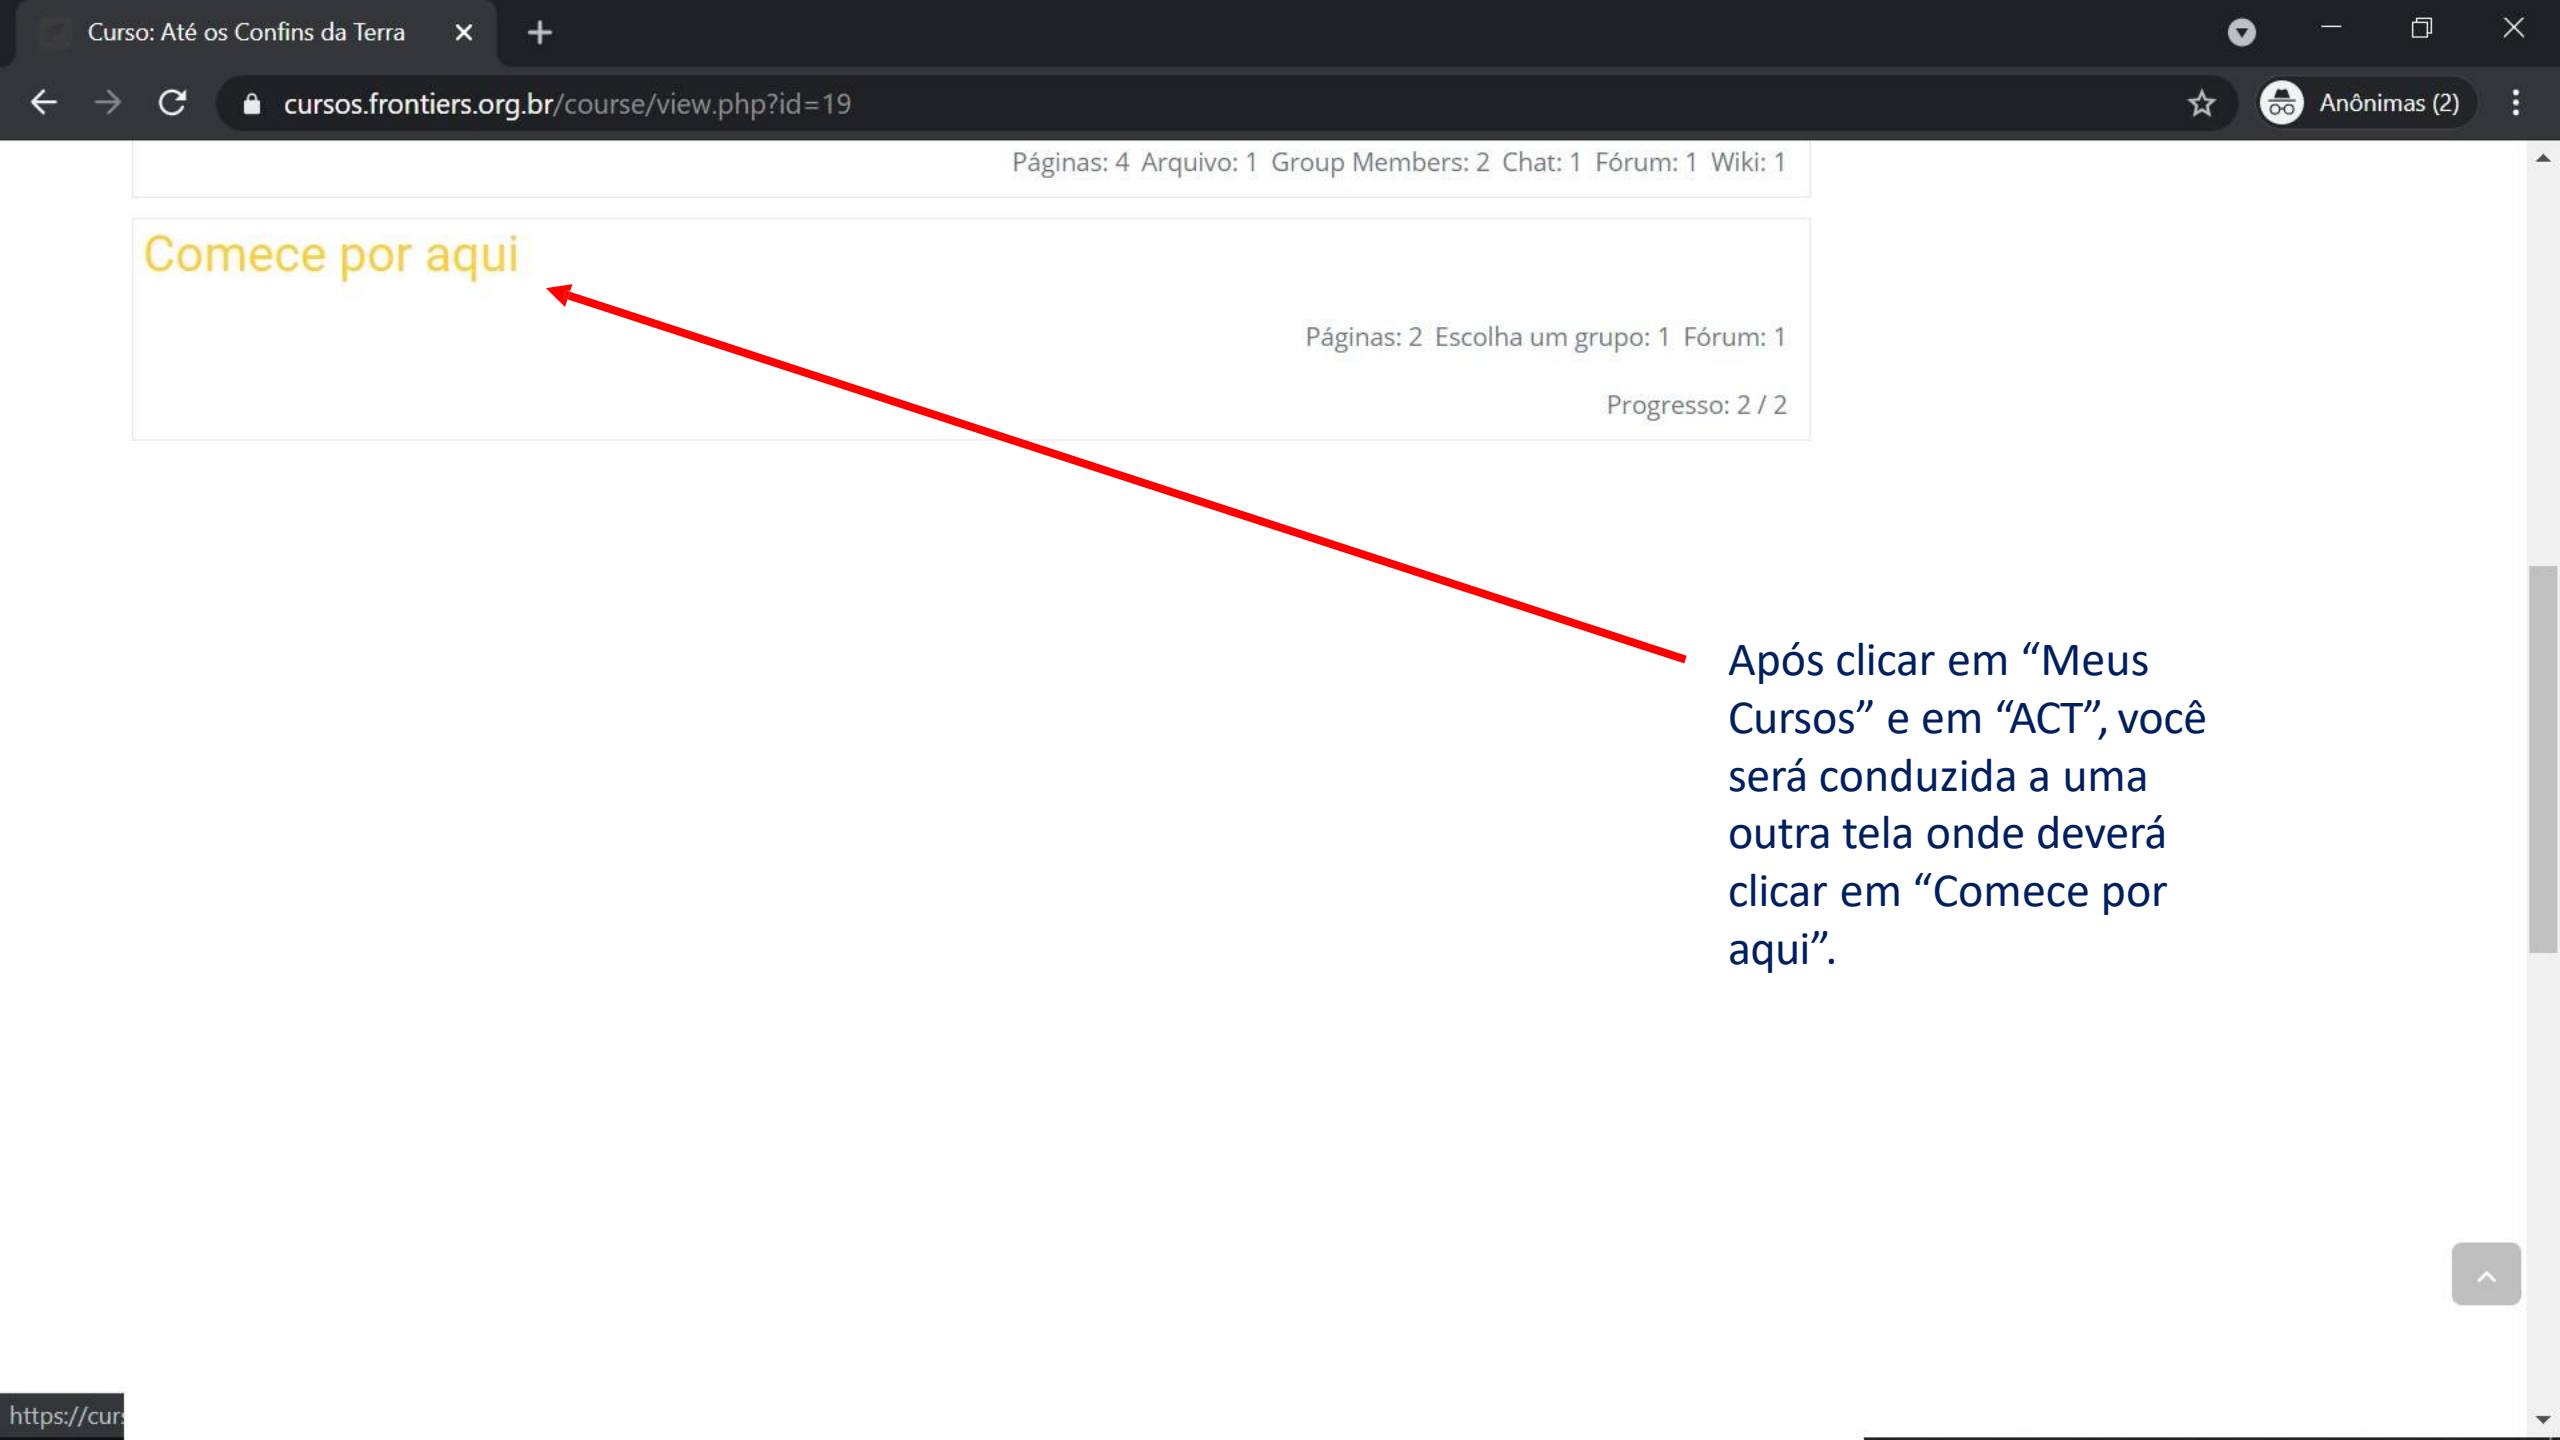 Curso: Até os Confins da Terra
cursos.frontiers.org.br/course/view.php?id=19
Anônimas (2)
Páginas: 4 Arquivo: 1 Group Members: 2 Chat: 1 Fórum: 1 Wiki: 1
Comece por aqui
Páginas: 2 Escolha um grupo: 1 Fórum: 1
Progresso: 2 / 2
Após clicar em “Meus
Cursos” e em “ACT”, você
será conduzida a uma
outra tela onde deverá
clicar em “Comece por
aqui”.